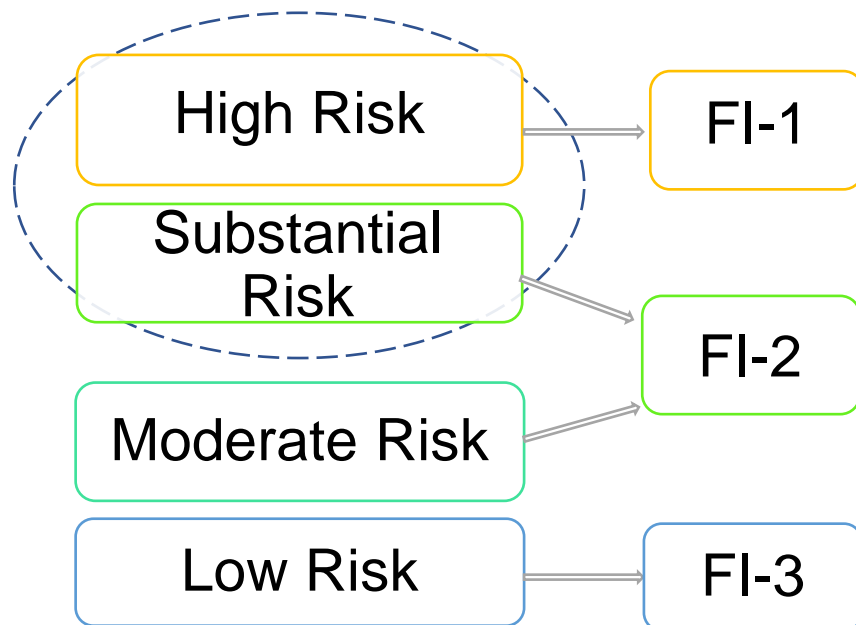 High Risk
FI-1
Substantial
Risk
FI-2
Moderate Risk
Low Risk
FI-3